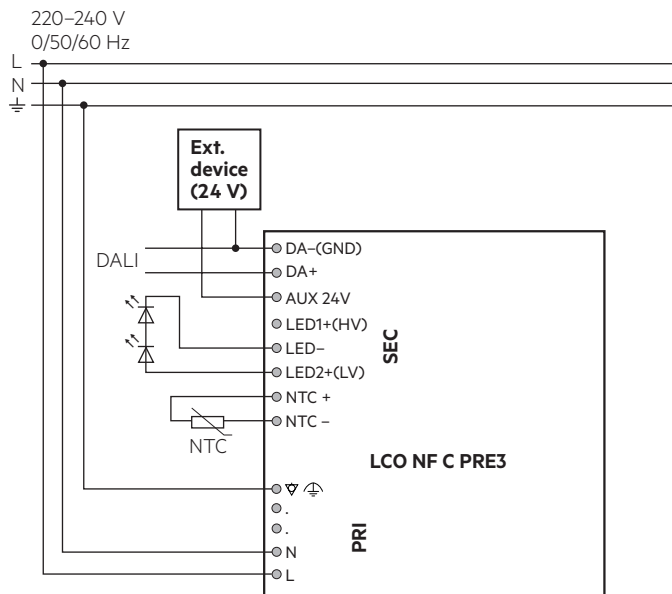 220–240 V
0/50/60 Hz
L
N
Ext.
device
(24 V)
DALI
DA–(GND)
DA+
AUX 24V
LED1+(HV)
LED–
LED2+(LV)
NTC +
NTC –
NTC
SEC
LCO NF C PRE3
.
.
PRI
N
L